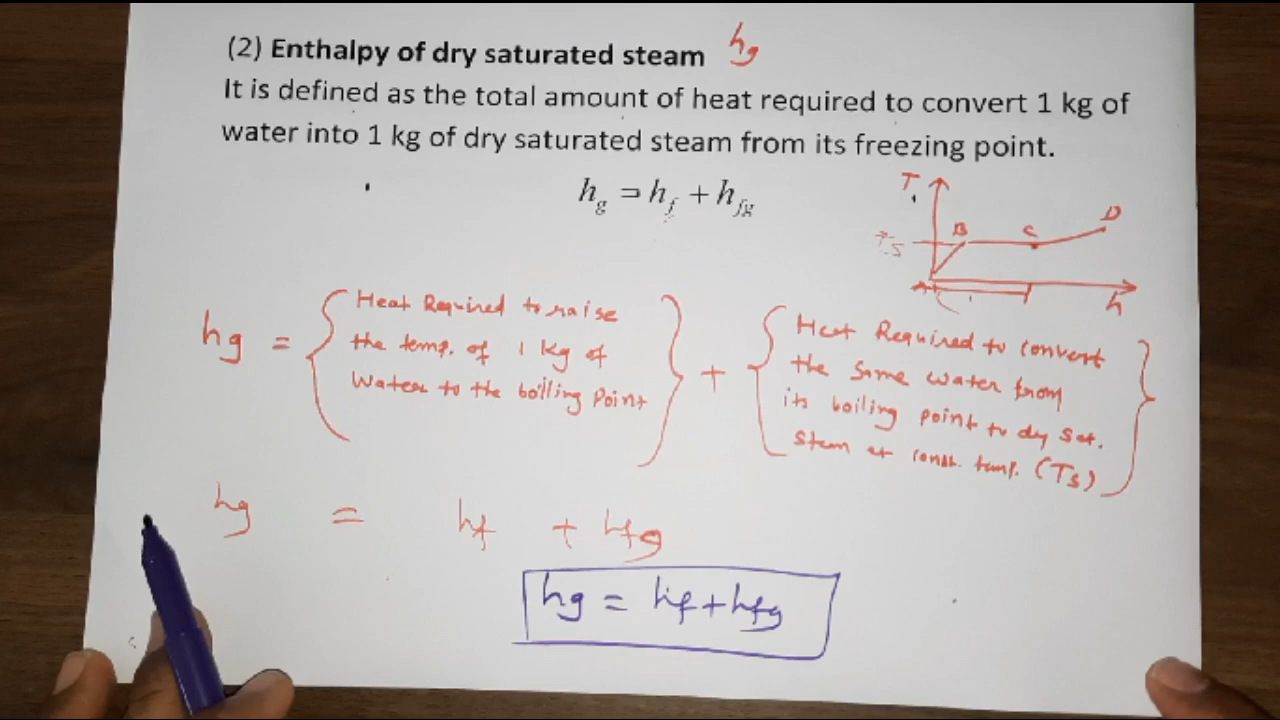 (2) Enthalpy of dry saturated steam hg
It is defined as the total amount of heat required to convert 1 kg of
water into 1 kg of dry saturated steam from its freezing point.
hg = hf + hfg
T
B C D
Ts
A
h
hg = { Heat Required to raise
the temp. of 1 Kg of
Water to the boiling Point } + { Heat Required to convert
the same water from
its boiling point to dry sat.
steam at const. temp. (Ts) }
hg = hf + hfg
hg = hf + hfg